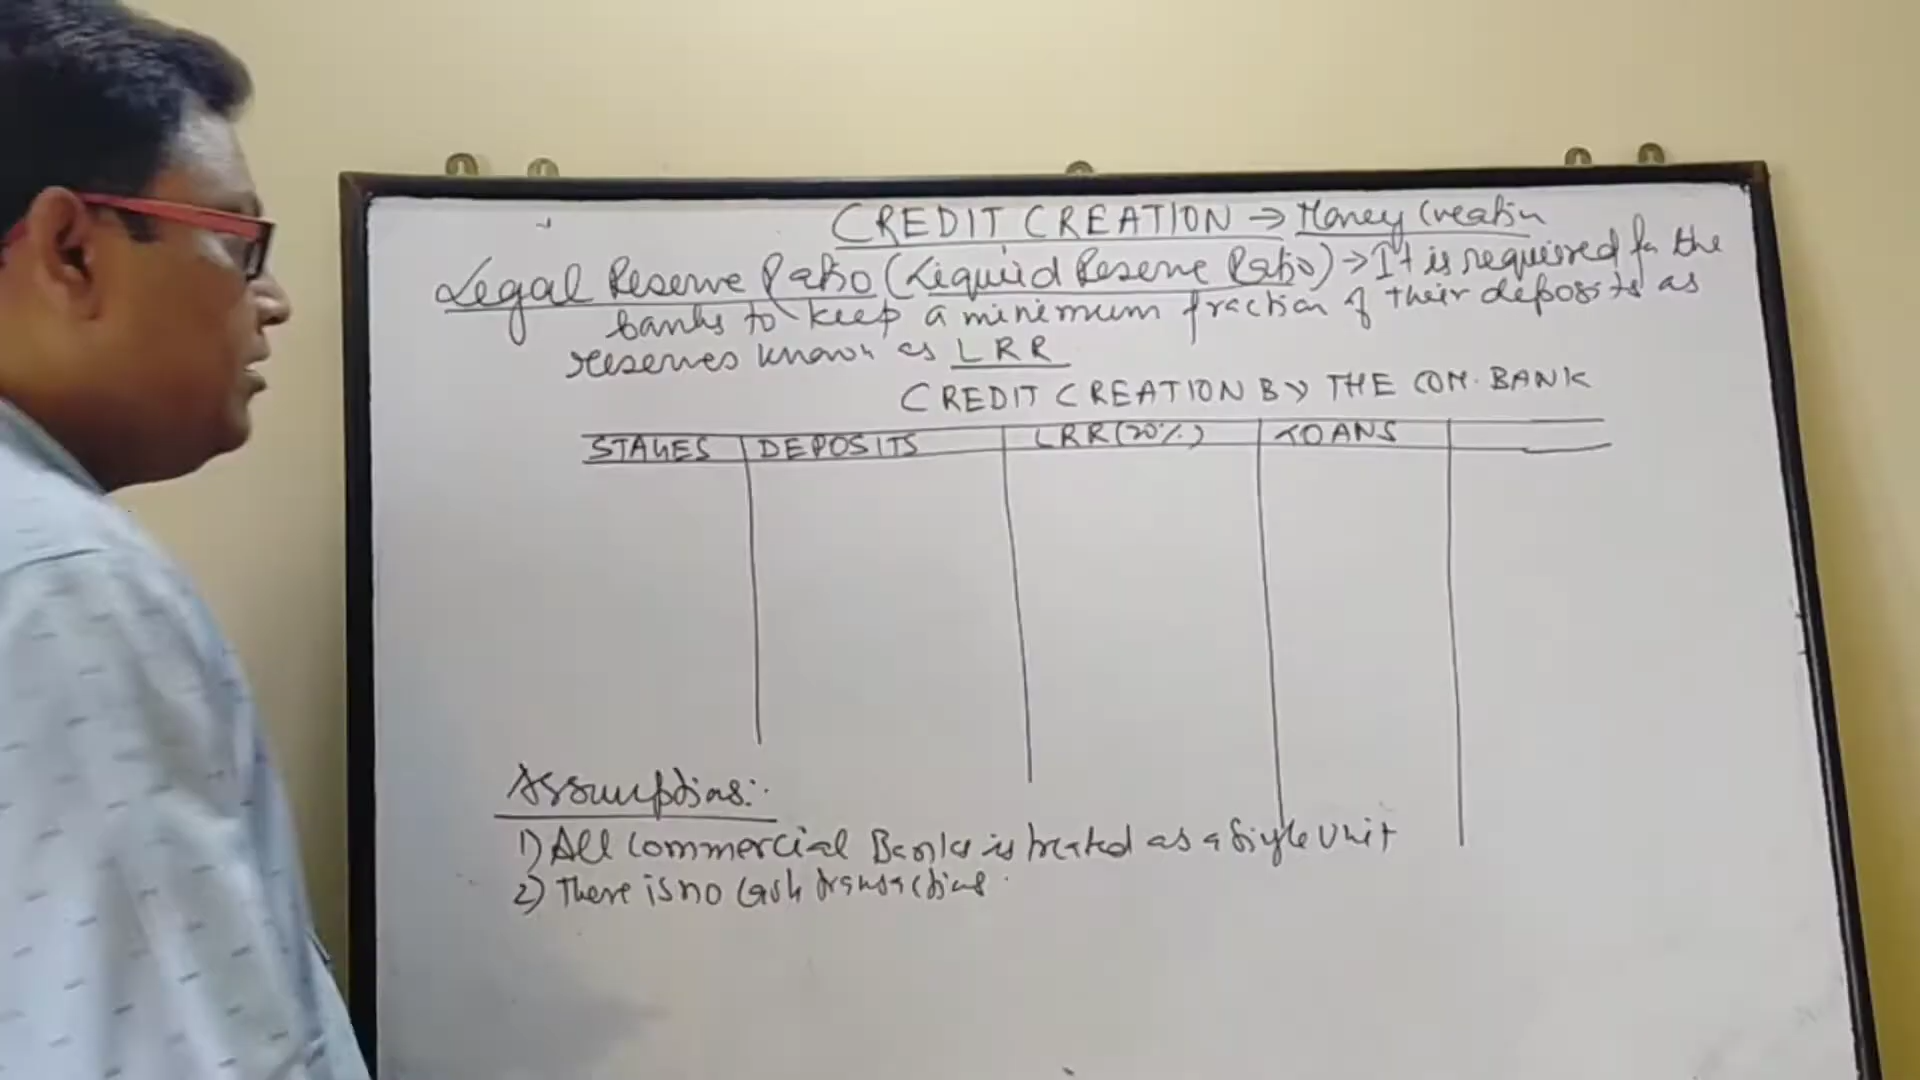 CREDIT CREATION → Money Creation
Legal Reserve Ratio (Liquid Reserve Ratio) → It is required for the
banks to keep a minimum fraction of their deposits as
reserves known as LRR
CREDIT CREATION BY THE COM. BANK
STAGES DEPOSITS LRR (20%) LOANS
Assumptions:
1) All Commercial Banks is treated as a Single Unit
2) There is no Cash transactions.